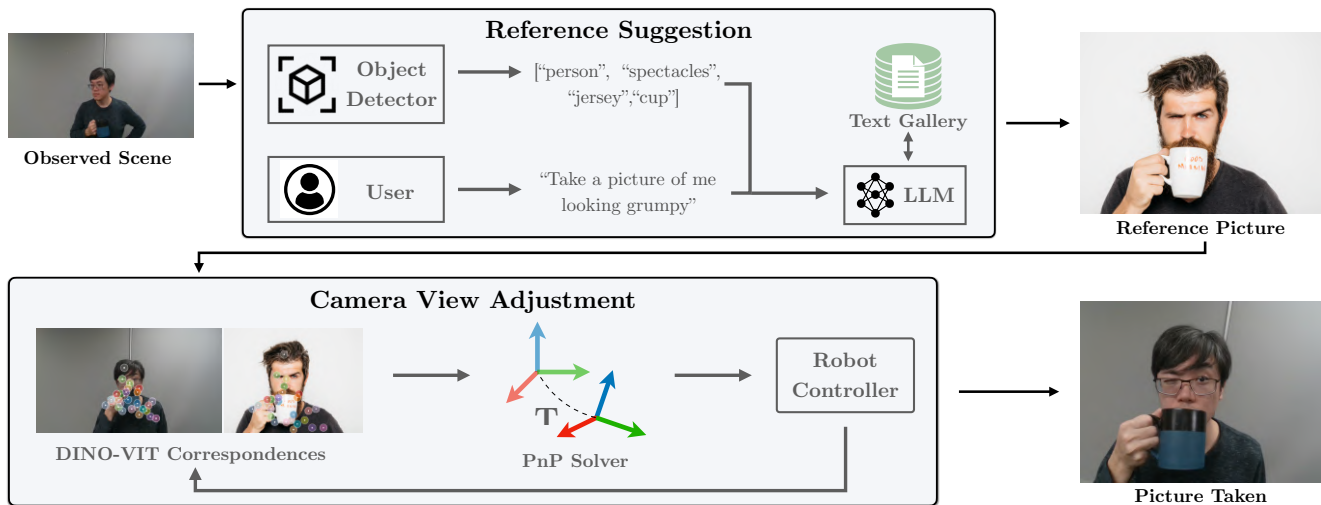 Reference Suggestion
Observed Scene
Object
Detector
[“person”, “spectacles”,
“jersey”,“cup”]
Text Gallery
User
“Take a picture of me
looking grumpy”
LLM
Reference Picture
Camera View Adjustment
DINO-VIT Correspondences
T
PnP Solver
Robot
Controller
Picture Taken